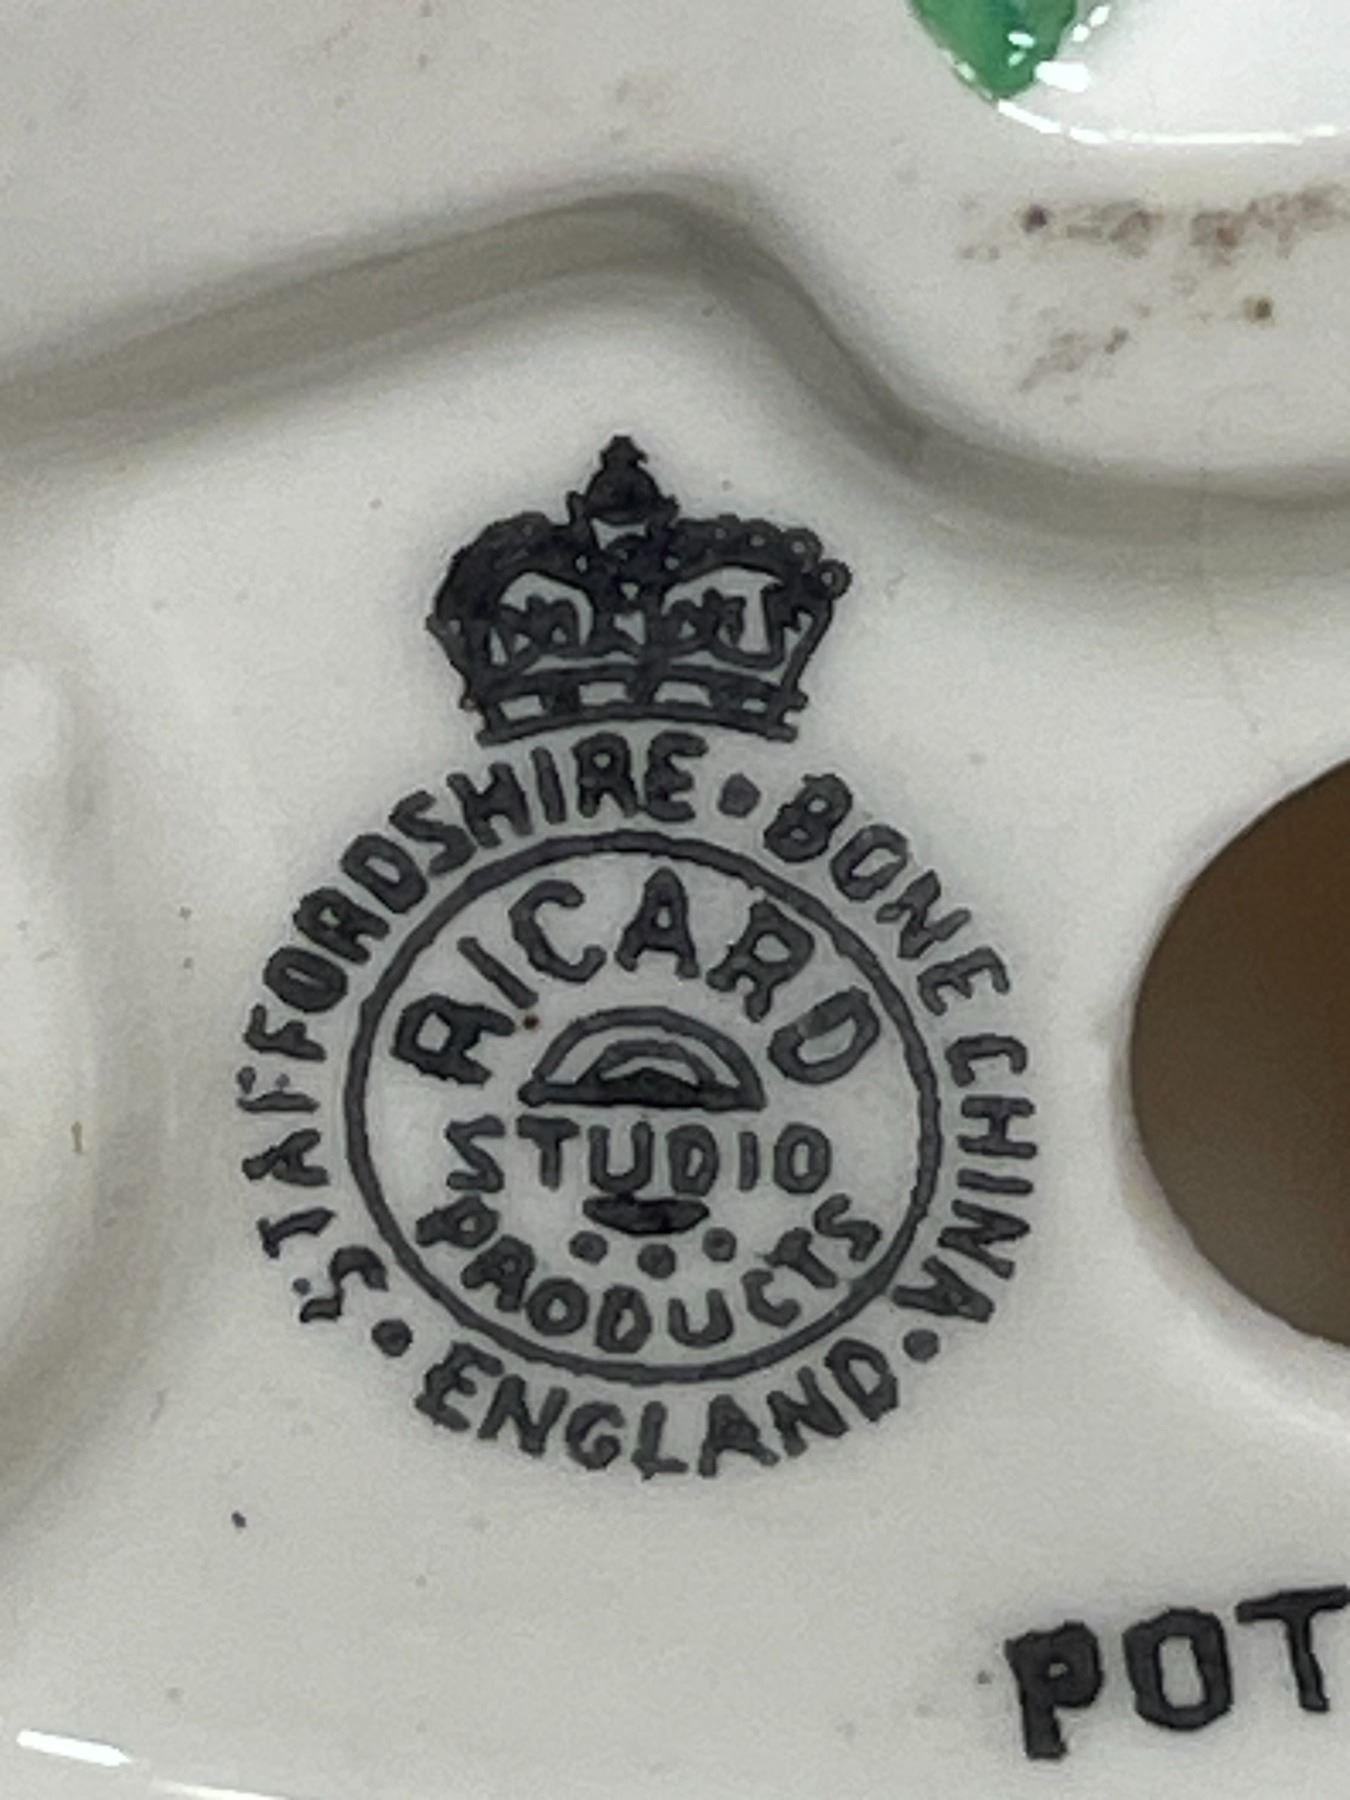 STAFFORDSHIRE • BONE CHINA • ENGLAND •
RICARD
STUDIO
PRODUCTS
POT